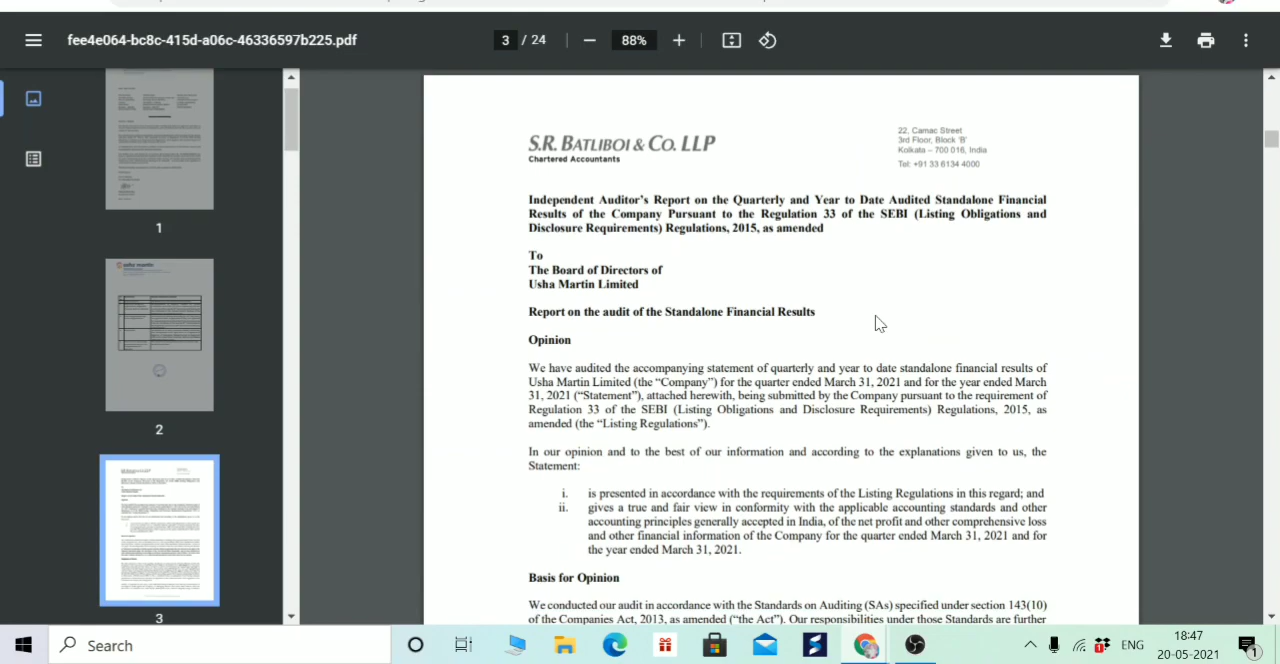 fee4e064-bc8c-415d-a06c-46336597b225.pdf
3 / 24
88%
1
2
3
S.R. BATLIBOI & CO. LLP
Chartered Accountants
22, Camac Street
3rd Floor, Block 'B'
Kolkata – 700 016, India
Tel: +91 33 6134 4000
Independent Auditor's Report on the Quarterly and Year to Date Audited Standalone Financial
Results of the Company Pursuant to the Regulation 33 of the SEBI (Listing Obligations and
Disclosure Requirements) Regulations, 2015, as amended
To
The Board of Directors of
Usha Martin Limited
Report on the audit of the Standalone Financial Results
Opinion
We have audited the accompanying statement of quarterly and year to date standalone financial results of
Usha Martin Limited (the “Company”) for the quarter ended March 31, 2021 and for the year ended March
31, 2021 (“Statement”), attached herewith, being submitted by the Company pursuant to the requirement of
Regulation 33 of the SEBI (Listing Obligations and Disclosure Requirements) Regulations, 2015, as
amended (the “Listing Regulations”).
In our opinion and to the best of our information and according to the explanations given to us, the
Statement:
i. is presented in accordance with the requirements of the Listing Regulations in this regard; and
ii. gives a true and fair view in conformity with the applicable accounting standards and other
accounting principles generally accepted in India, of the net profit and other comprehensive loss
and other financial information of the Company for the quarter ended March 31, 2021 and for
the year ended March 31, 2021.
Basis for Opinion
We conducted our audit in accordance with the Standards on Auditing (SAs) specified under section 143(10)
of the Companies Act, 2013, as amended (“the Act”). Our responsibilities under those Standards are further
Search
ENG
18:47
20-05-2021